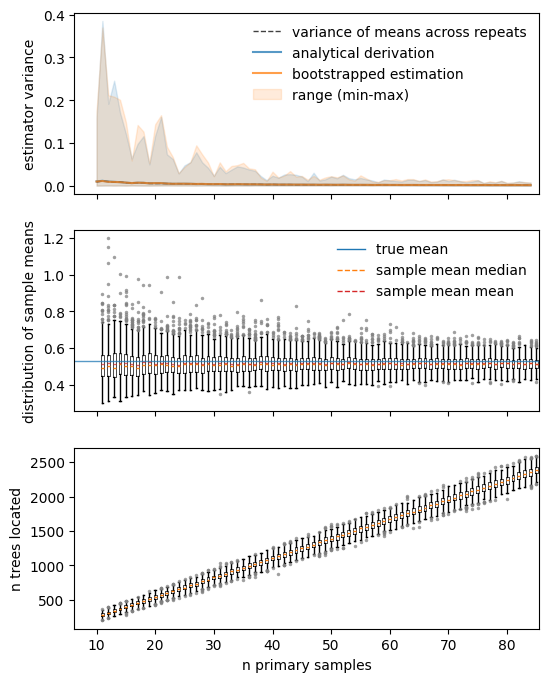 0.4
0.3
0.2
0.1
0.0
estimator variance
variance of means across repeats
analytical derivation
bootstrapped estimation
range (min-max)
1.2
1.0
0.8
0.6
0.4
distribution of sample means
true mean
sample mean median
sample mean mean
2500
2000
1500
1000
500
n trees located
10 20 30 40 50 60 70 80
n primary samples